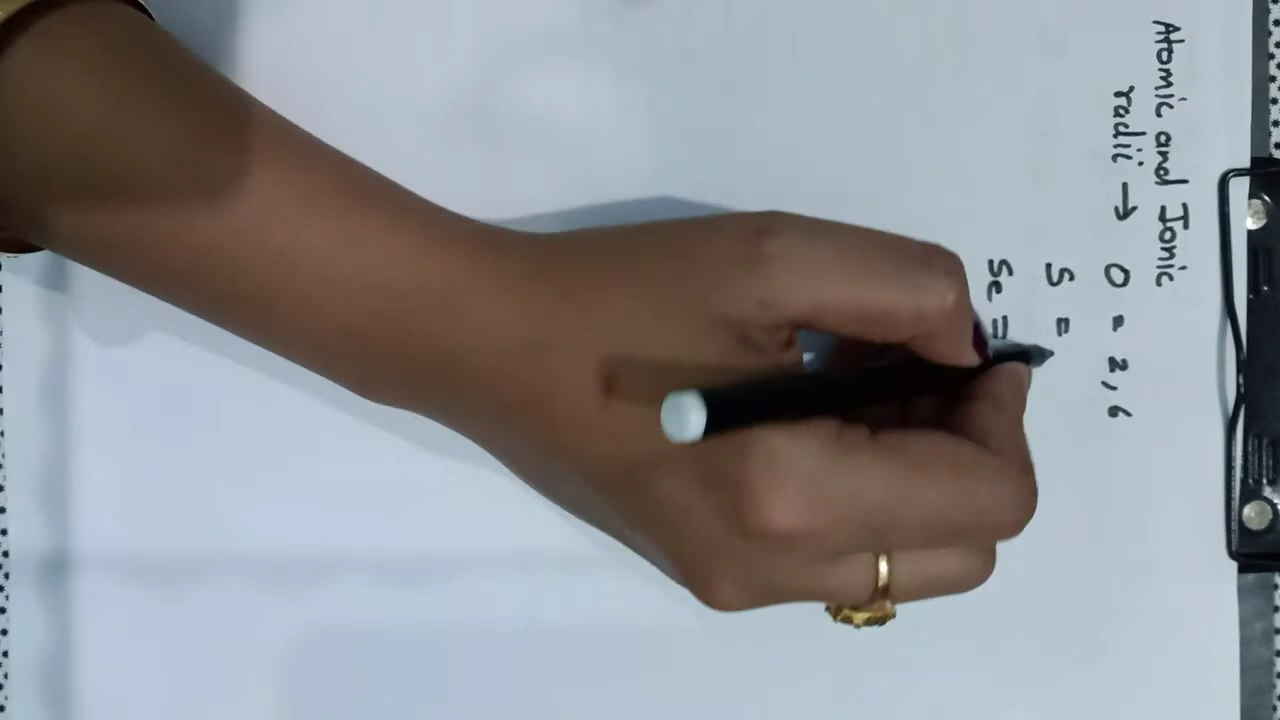 Atomic and Ionic
radii → O = 2, 6
S =
Se =